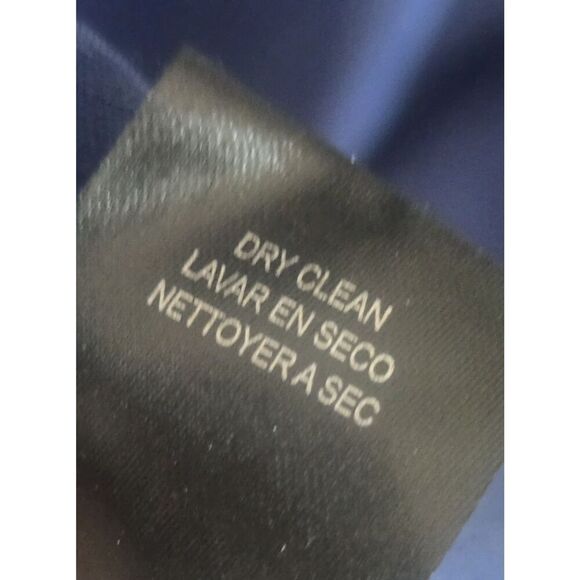 DRY CLEAN
LAVAR EN SECO
NETTOYER A SEC